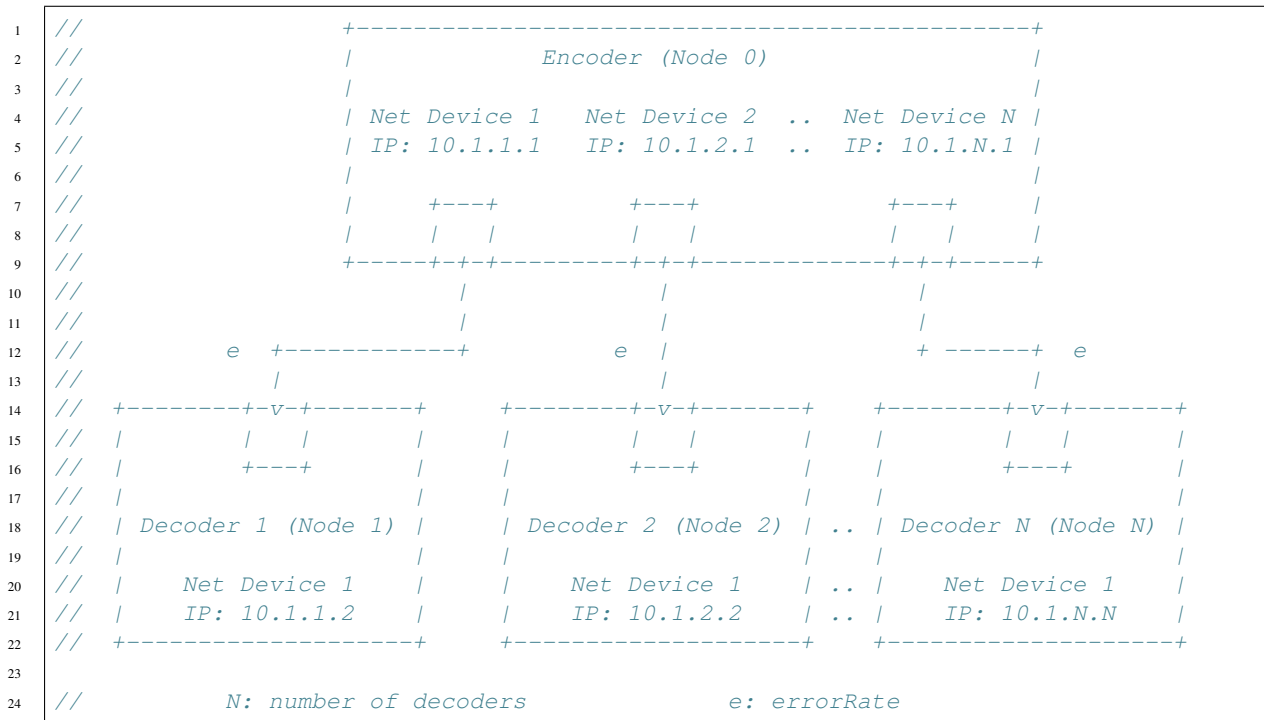 1 //                  +-----------------------------------------------+
2 //                  |             Encoder (Node 0)                  |
3 //                  |                                               |
4 //                  | Net Device 1   Net Device 2  ..  Net Device N |
5 //                  | IP: 10.1.1.1   IP: 10.1.2.1  ..  IP: 10.1.N.1 |
6 //                  |                                               |
7 //                  |     +---+         +---+             +---+     |
8 //                  |     |   |         |   |             |   |     |
9 //                  +-----+-+-+---------+-+-+-------------+-+-+-----+
10 //                          |             |                 |
11 //                          |             |                 |
12 //          e  +------------+          e  |                 + ------+  e
13 //             |                          |                         |
14 //  +--------+-v-+-------+     +--------+-v-+-------+    +--------+-v-+-------+
15 //  |        |   |       |     |        |   |       |    |        |   |       |
16 //  |        +---+       |     |        +---+       |    |        +---+       |
17 //  |                    |     |                    |    |                    |
18 //  | Decoder 1 (Node 1) |     | Decoder 2 (Node 2) | .. | Decoder N (Node N) |
19 //  |                    |     |                    |    |                    |
20 //  |    Net Device 1    |     |    Net Device 1    | .. |    Net Device 1    |
21 //  |    IP: 10.1.1.2    |     |    IP: 10.1.2.2    | .. |    IP: 10.1.N.N    |
22 //  +--------------------+     +--------------------+    +--------------------+
23
24 //          N: number of decoders              e: errorRate